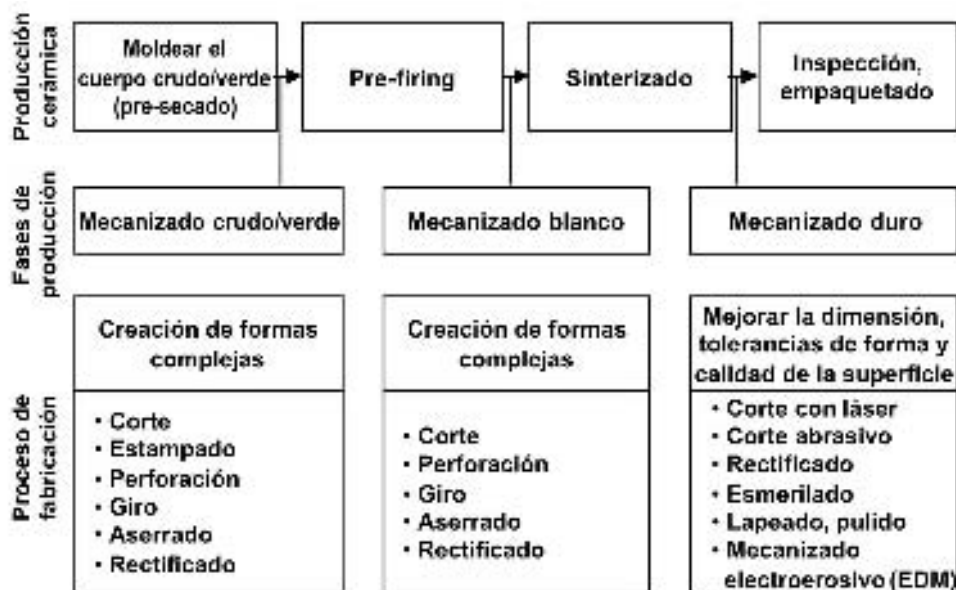 Producción
cerámica
Moldear el
cuerpo crudo/verde
(pre-secado)
Pre-firing
Sinterizado
Inspección,
empaquetado
Fases de
producción
Mecanizado crudo/verde
Mecanizado blanco
Mecanizado duro
Proceso de
fabricación
Creación de formas
complejas
• Corte
• Estampado
• Perforación
• Giro
• Aserrado
• Rectificado
Creación de formas
complejas
• Corte
• Perforación
• Giro
• Aserrado
• Rectificado
Mejorar la dimensión,
tolerancias de forma y
calidad de la superficie
• Corte con láser
• Corte abrasivo
• Rectificado
• Esmerilado
• Lapeado, pulido
• Mecanizado
electroerosivo (EDM)